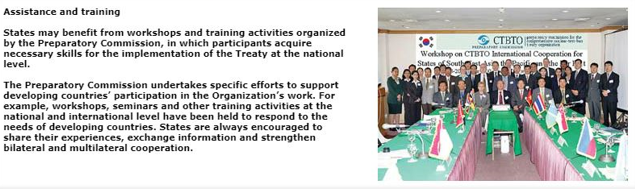 Assistance and training
States may benefit from workshops and training activities organized
by the Preparatory Commission, in which participants acquire
necessary skills for the implementation of the Treaty at the national
level.
The Preparatory Commission undertakes specific efforts to support
developing countries’ participation in the Organization’s work. For
example, workshops, seminars and other training activities at the
national and international level have been held to respond to the
needs of developing countries. States are always encouraged to
share their experiences, exchange information and strengthen
bilateral and multilateral cooperation.
CTBTO
PREPARATORY COMMISSION
Workshop on CTBTO International Cooperation for
States of South East Asia, the Pacific and the